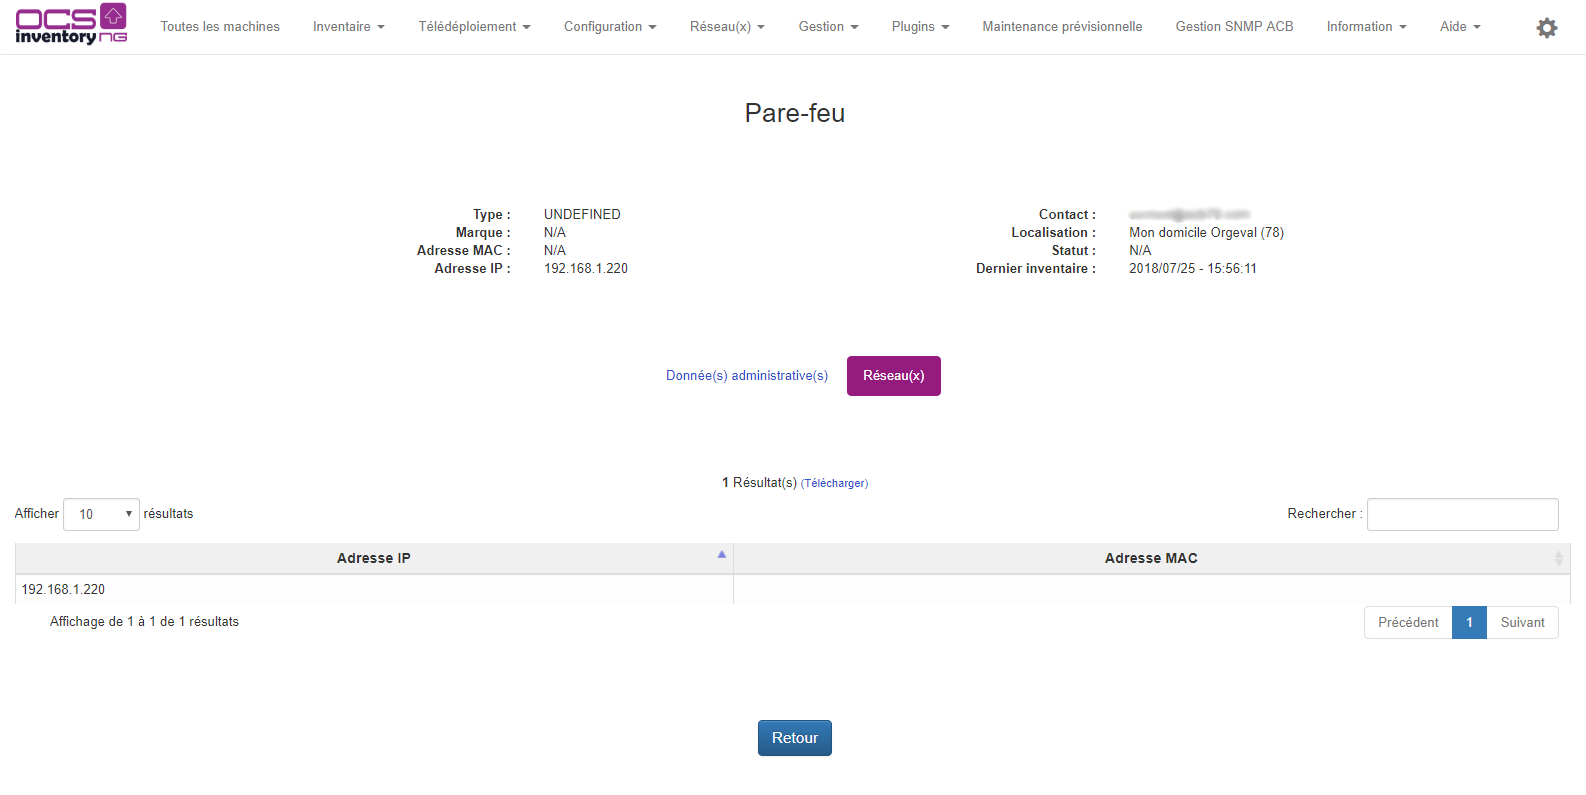 OCS inventory NG
Toutes les machines Inventaire Télédéploiement Configuration Réseau(x) Gestion Plugins Maintenance prévisionnelle Gestion SNMP ACB Information Aide
Pare-feu
Type : UNDEFINED
Marque : N/A
Adresse MAC : N/A
Adresse IP : 192.168.1.220
Contact :
Localisation : Mon domicile Orgeval (78)
Statut : N/A
Dernier inventaire : 2018/07/25 - 15:56:11
Donnée(s) administrative(s) Réseau(x)
1 Résultat(s) (Télécharger)
Afficher 10 résultats Rechercher :
Adresse IP Adresse MAC
192.168.1.220
Affichage de 1 à 1 de 1 résultats Précédent 1 Suivant
Retour